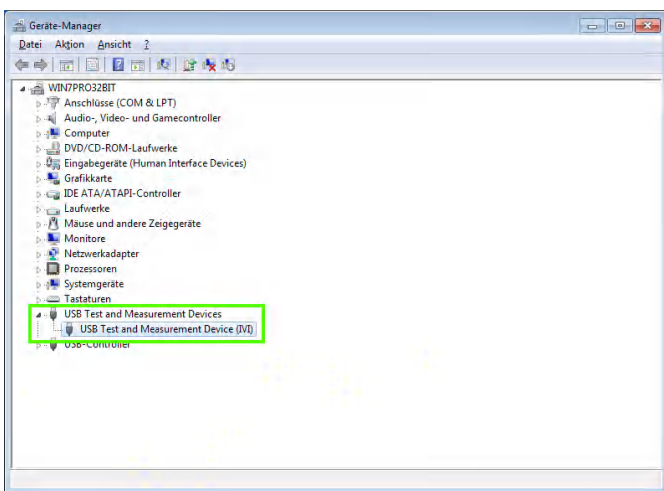 Geräte-Manager
Datei Aktion Ansicht ?
WIN7PRO32BIT
Anschlüsse (COM & LPT)
Audio-, Video- und Gamecontroller
Computer
DVD/CD-ROM-Laufwerke
Eingabegeräte (Human Interface Devices)
Grafikkarte
IDE ATA/ATAPI-Controller
Laufwerke
Mäuse und andere Zeigegeräte
Monitore
Netzwerkadapter
Prozessoren
Systemgeräte
Tastaturen
USB Test and Measurement Devices
USB Test and Measurement Device (IVI)
USB-Controller